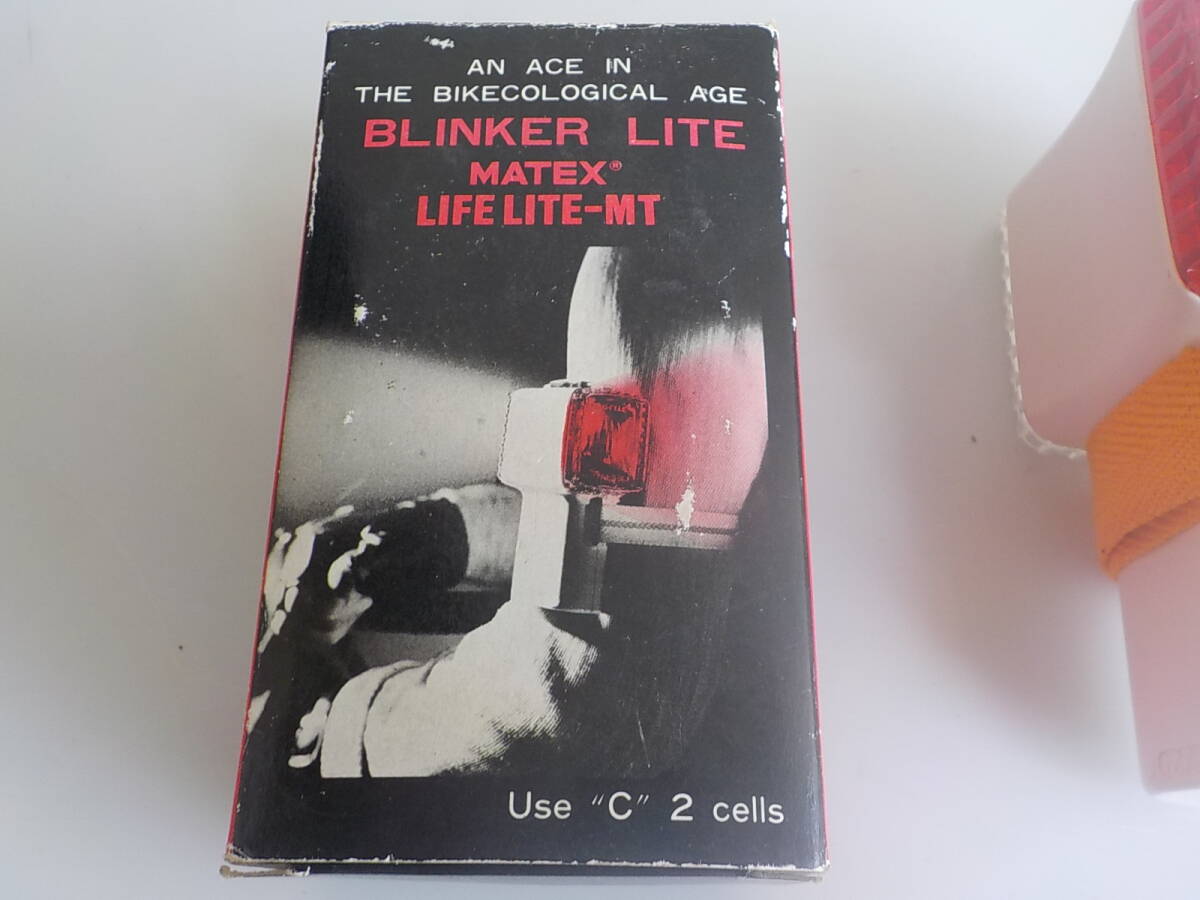 AN ACE IN
THE BIKECOLOGICAL AGE
BLINKER LITE
MATEX®
LIFE LITE-MT
Use "C" 2 cells